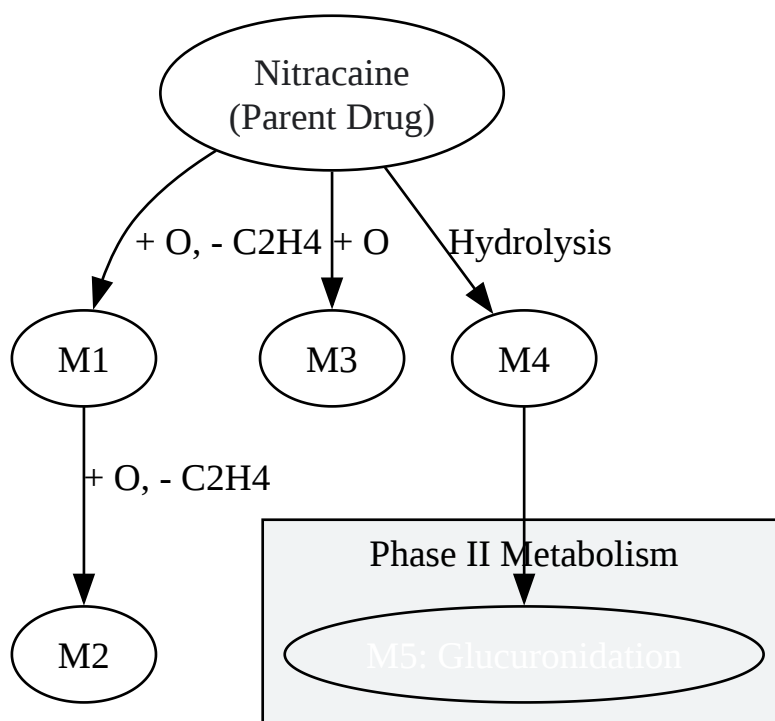 Nitracaine
(Parent Drug)
+ O, - C2H4
+ O
Hydrolysis
M1
M3
M4
+ O, - C2H4
Phase II Metabolism
M2
M5: Glucuronidation